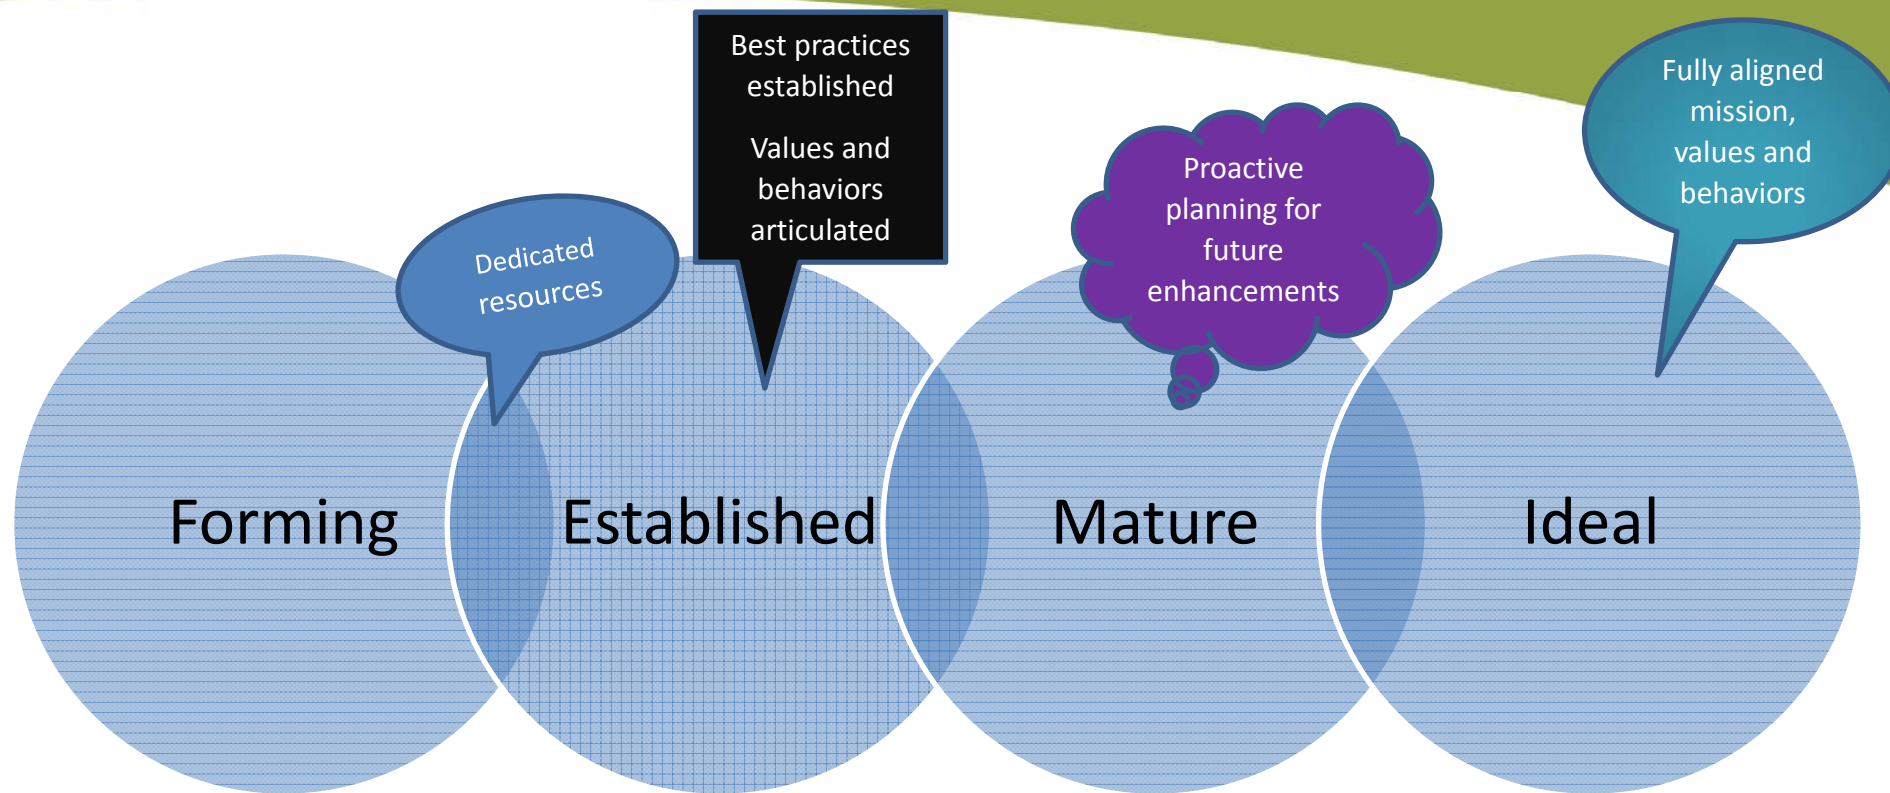 Best practices
established
Values and
behaviors
articulated
Fully aligned
mission,
values and
behaviors
Proactive
planning for
future
enhancements
Dedicated
resources
Forming
Established
Mature
Ideal